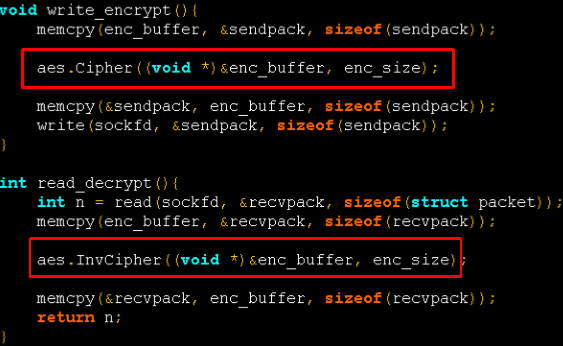 void write_encrypt(){
memcpy(enc_buffer, &sendpack, sizeof(sendpack));
aes.Cipher((void *)&enc_buffer, enc_size);
memcpy(&sendpack, enc_buffer, sizeof(sendpack));
write(sockfd, &sendpack, sizeof(sendpack));
}
int read_decrypt(){
int n = read(sockfd, &recvpack, sizeof(struct packet));
memcpy(enc_buffer, &recvpack, sizeof(recvpack));
aes.InvCipher((void *)&enc_buffer, enc_size);
memcpy(&recvpack, enc_buffer, sizeof(recvpack));
return n;
}